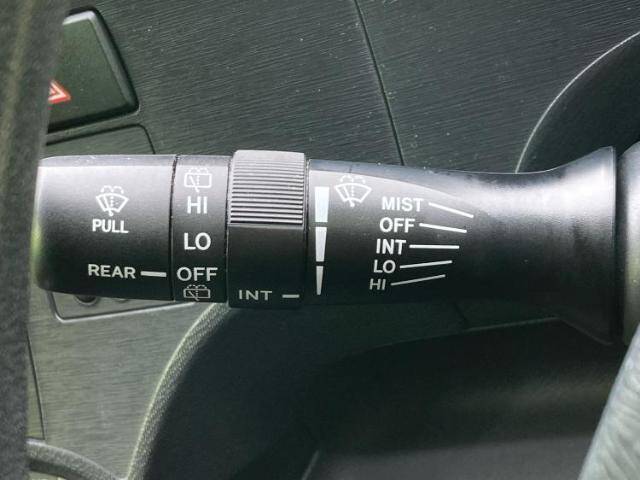 PULL
REAR
HI
LO
OFF
INT
MIST
OFF
INT
LO
HI